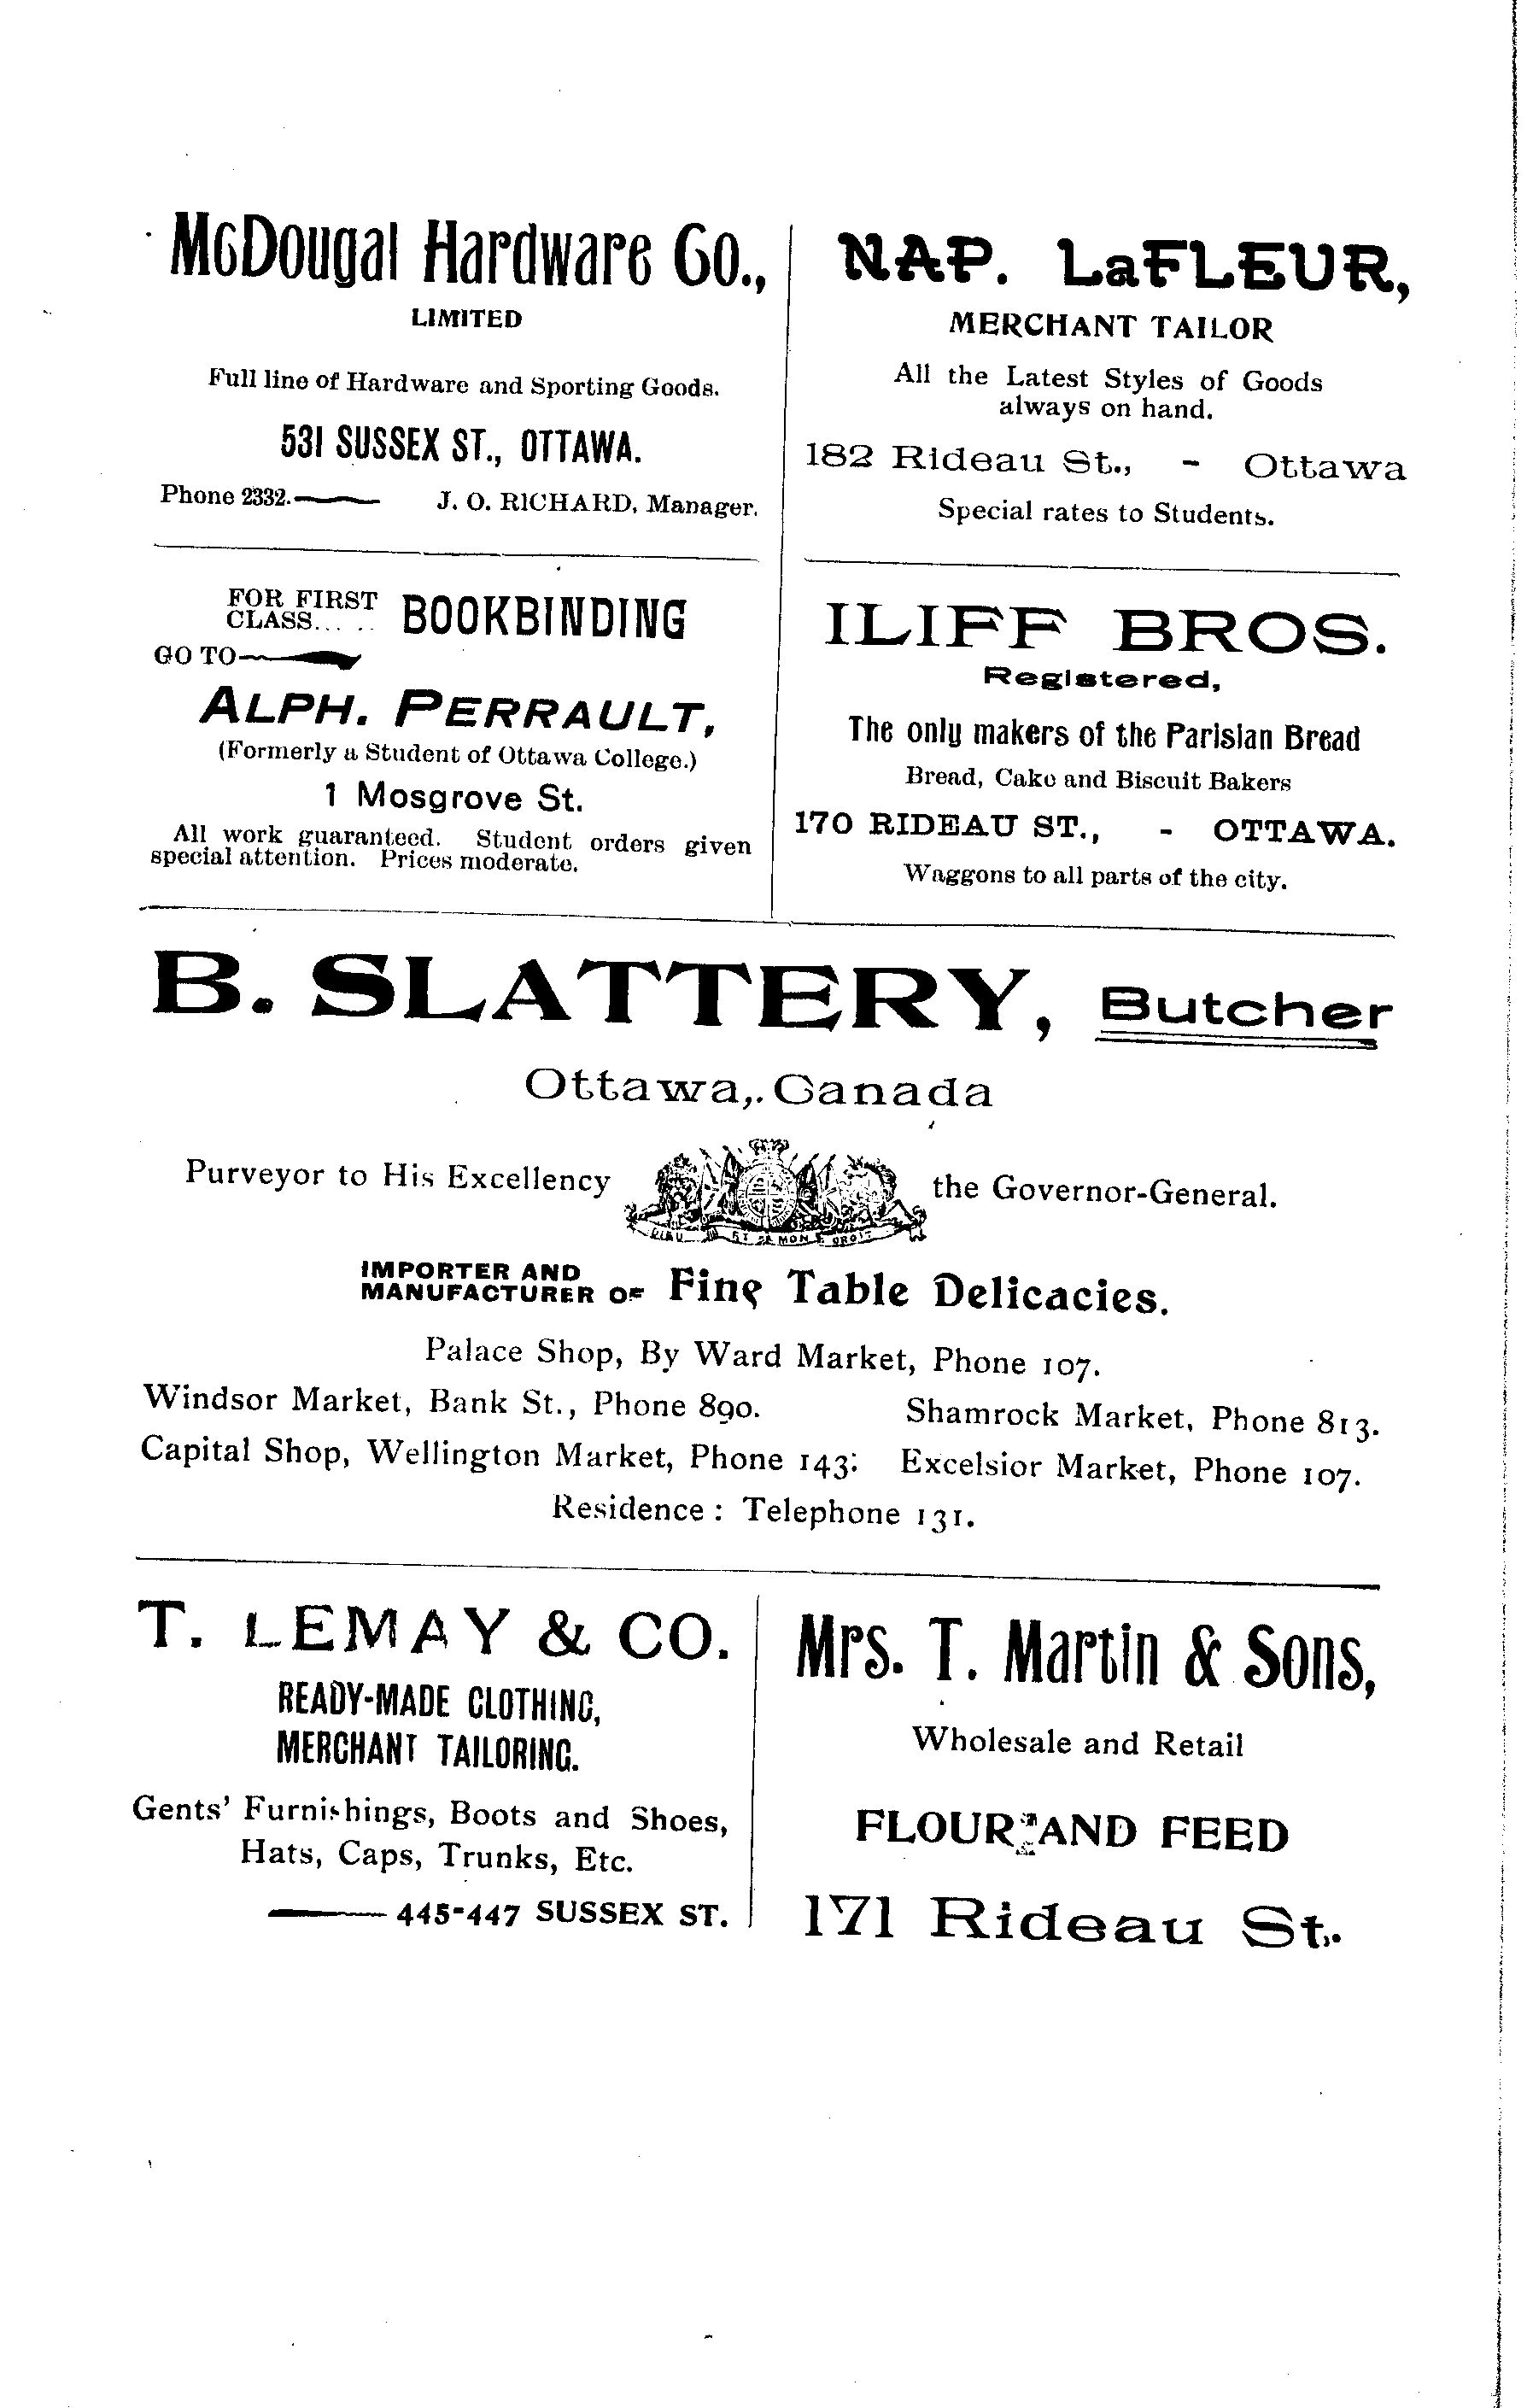 McDougal Hardware Co.,
LIMITED
Full line of Hardware and Sporting Goods.
531 SUSSEX ST., OTTAWA.
Phone 2332. J. O. RICHARD, Manager.
NAP. LaFLEUR,
MERCHANT TAILOR
All the Latest Styles of Goods
always on hand.
182 Rideau St., - Ottawa
Special rates to Students.
FOR FIRST
CLASS... .. BOOKBINDING
GO TO
ALPH. PERRAULT,
(Formerly a Student of Ottawa College.)
1 Mosgrove St.
All work guaranteed. Student orders given
special attention. Prices moderate.
ILIFF BROS.
Registered,
The only makers of the Parisian Bread
Bread, Cake and Biscuit Bakers
170 RIDEAU ST., - OTTAWA.
Waggons to all parts of the city.
B. SLATTERY, Butcher
Ottawa, Canada
Purveyor to His Excellency the Governor-General.
DIEU ET MON DROIT
IMPORTER AND
MANUFACTURER OF Fine Table Delicacies.
Palace Shop, By Ward Market, Phone 107.
Windsor Market, Bank St., Phone 890. Shamrock Market, Phone 813.
Capital Shop, Wellington Market, Phone 143; Excelsior Market, Phone 107.
Residence : Telephone 131.
T. LEMAY & CO.
READY-MADE CLOTHING,
MERCHANT TAILORING.
Gents' Furnishings, Boots and Shoes,
Hats, Caps, Trunks, Etc.
445-447 SUSSEX ST.
Mrs. T. Martin & Sons,
Wholesale and Retail
FLOUR AND FEED
171 Rideau St.